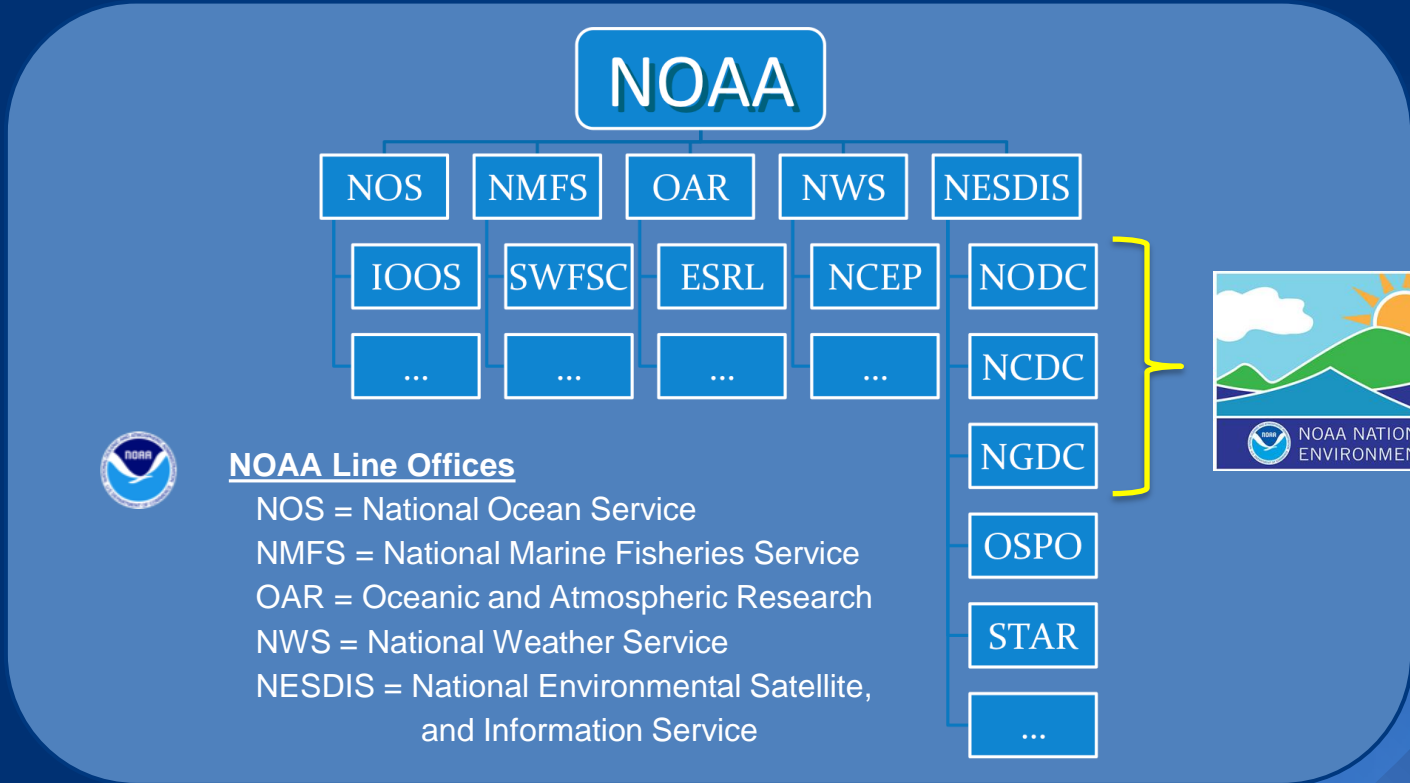 NOAA
NOS NMFS OAR NWS NESDIS
IOOS SWFSC ESRL NCEP NODC
... ... ... ... NCDC
NGDC
OSPO
STAR
...
NOAA NATION
ENVIRONMEN
NOAA
NOAA Line Offices
NOS = National Ocean Service
NMFS = National Marine Fisheries Service
OAR = Oceanic and Atmospheric Research
NWS = National Weather Service
NESDIS = National Environmental Satellite,
and Information Service